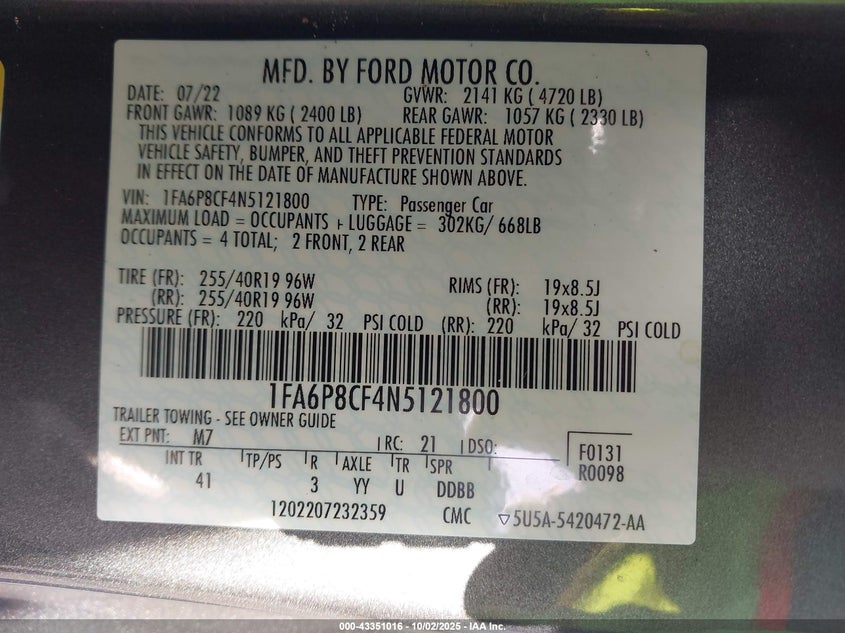 MFD. BY FORD MOTOR CO.
DATE: 07/22 GVWR: 2141 KG ( 4720 LB)
FRONT GAWR: 1089 KG ( 2400 LB) REAR GAWR: 1057 KG ( 2330 LB)
THIS VEHICLE CONFORMS TO ALL APPLICABLE FEDERAL MOTOR
VEHICLE SAFETY, BUMPER, AND THEFT PREVENTION STANDARDS
IN EFFECT ON THE DATE OF MANUFACTURE SHOWN ABOVE.
VIN: 1FA6P8CF4N5121800 TYPE: Passenger Car
MAXIMUM LOAD = OCCUPANTS + LUGGAGE = 302KG/ 668LB
OCCUPANTS = 4 TOTAL; 2 FRONT, 2 REAR
TIRE (FR): 255/40R19 96W RIMS (FR): 19x8.5J
(RR): 255/40R19 96W (RR): 19x8.5J
PRESSURE (FR): 220 kPa/ 32 PSI COLD (RR): 220 kPa/ 32 PSI COLD
1FA6P8CF4N5121800
TRAILER TOWING - SEE OWNER GUIDE
EXT PNT: M7 RC: 21 DSO: F0131
INT TR TP/PS R AXLE TR SPR R0098
41 3 YY U DDBB
1202207232359 CMC ▽5U5A-5420472-AA
000-43351016 - 10/02/2025 - IAA Inc.